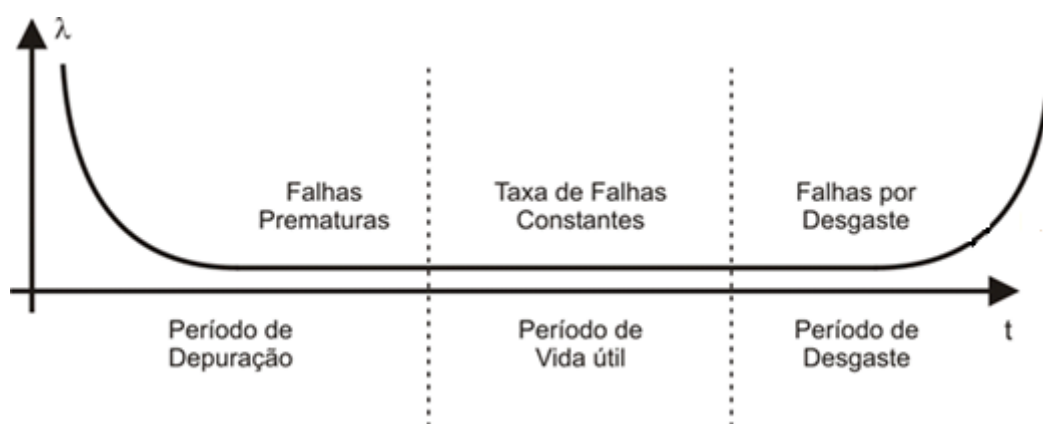 λ
Falhas
Prematuras
Taxa de Falhas
Constantes
Falhas por
Desgaste
Período de
Depuração
Período de
Vida útil
Período de
Desgaste
t